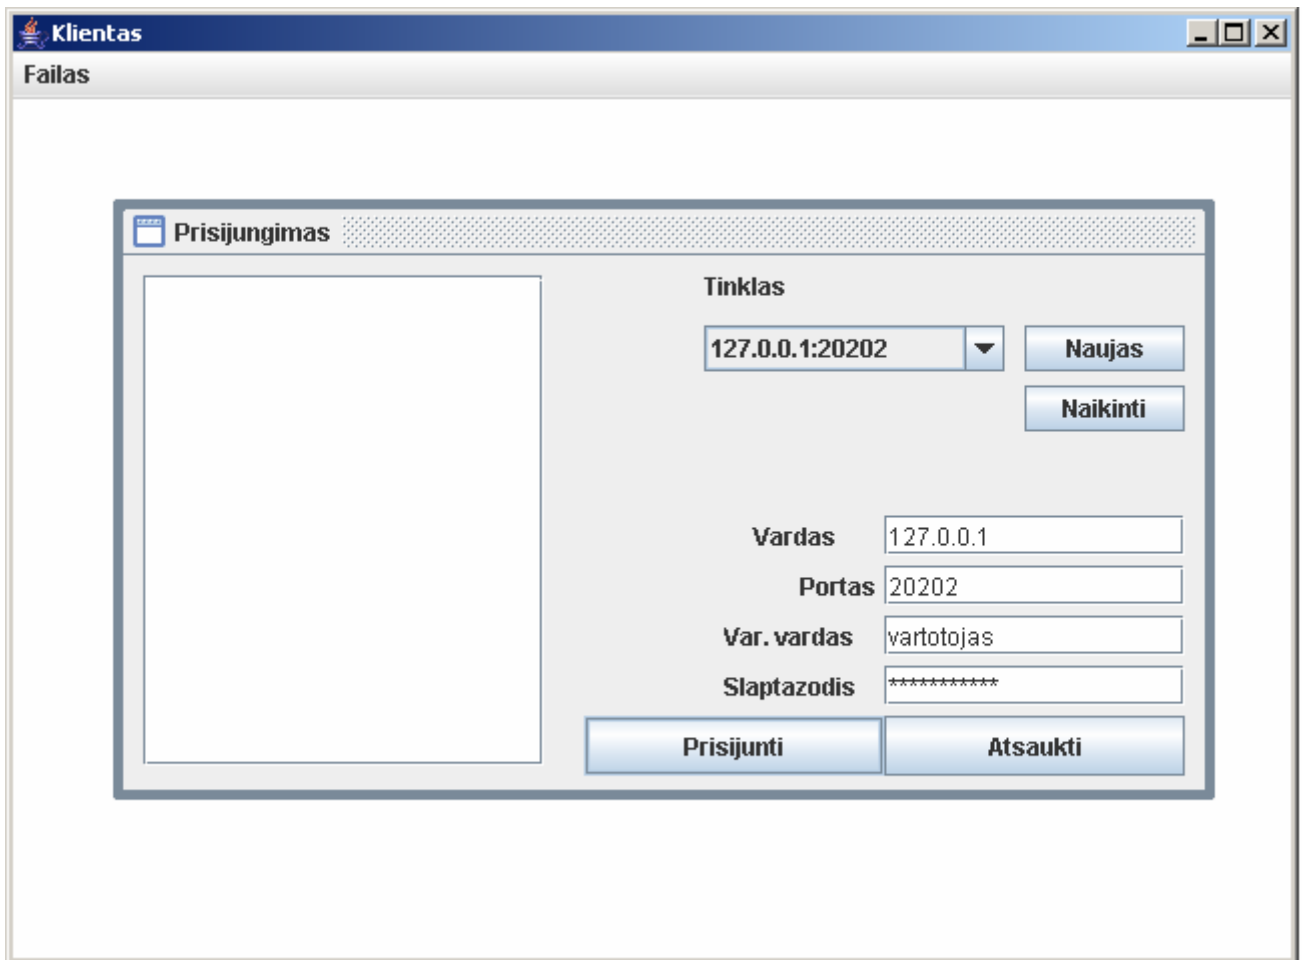 Klientas
Failas
Prisijungimas
Tinklas
127.0.0.1:20202 Naujas
Naikinti
Vardas 127.0.0.1
Portas 20202
Var. vardas vartotojas
Slaptazodis ***********
Prisijunti Atsaukti